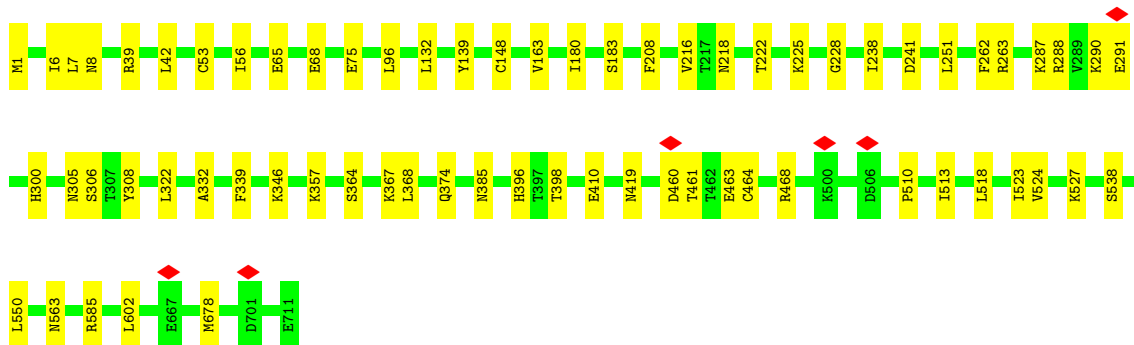 M1 I6 L7 N8 R39 L42 C53 I56 E65 E68 E75 L96 L132 Y139 C148 V163 I180 S183 F208 V216 T217 N218 T222 K225 G228 I238 D241 L251 F262 R263 K287 R288 V289 K290 E291
H300 N305 S306 T307 Y308 L322 A332 F339 K346 K357 S364 K367 L368 Q374 N385 H396 T397 T398 E410 N419 D460 T461 T462 E463 C464 R468 K500 D506 P510 I513 L518 I523 V524 K527 S538
L550 N563 R585 L602 E667 M678 D701 E711